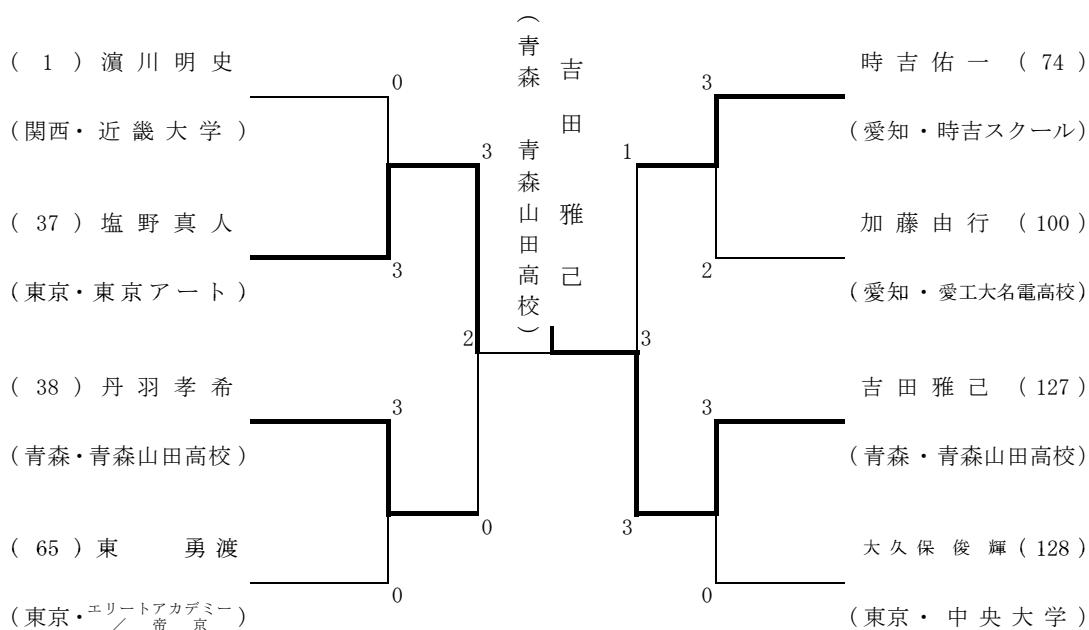 ( 1 ) 濵川明史
(関西・近畿大学)
0
( 37 ) 塩野真人
(東京・東京アート)
3
3
( 38 ) 丹羽孝希
(青森・青森山田高校)
3
( 65 ) 東 勇渡
(東京・エリートアカデミー／帝京)
0
0
2
吉田雅己
(青森 青森山田高校)
3
1
時吉佑一 ( 74 )
(愛知・時吉スクール)
3
加藤由行 ( 100 )
(愛知・愛工大名電高校)
2
吉田雅己 ( 127 )
(青森・青森山田高校)
3
大久保俊輝 ( 128 )
(東京・中央大学)
0
3